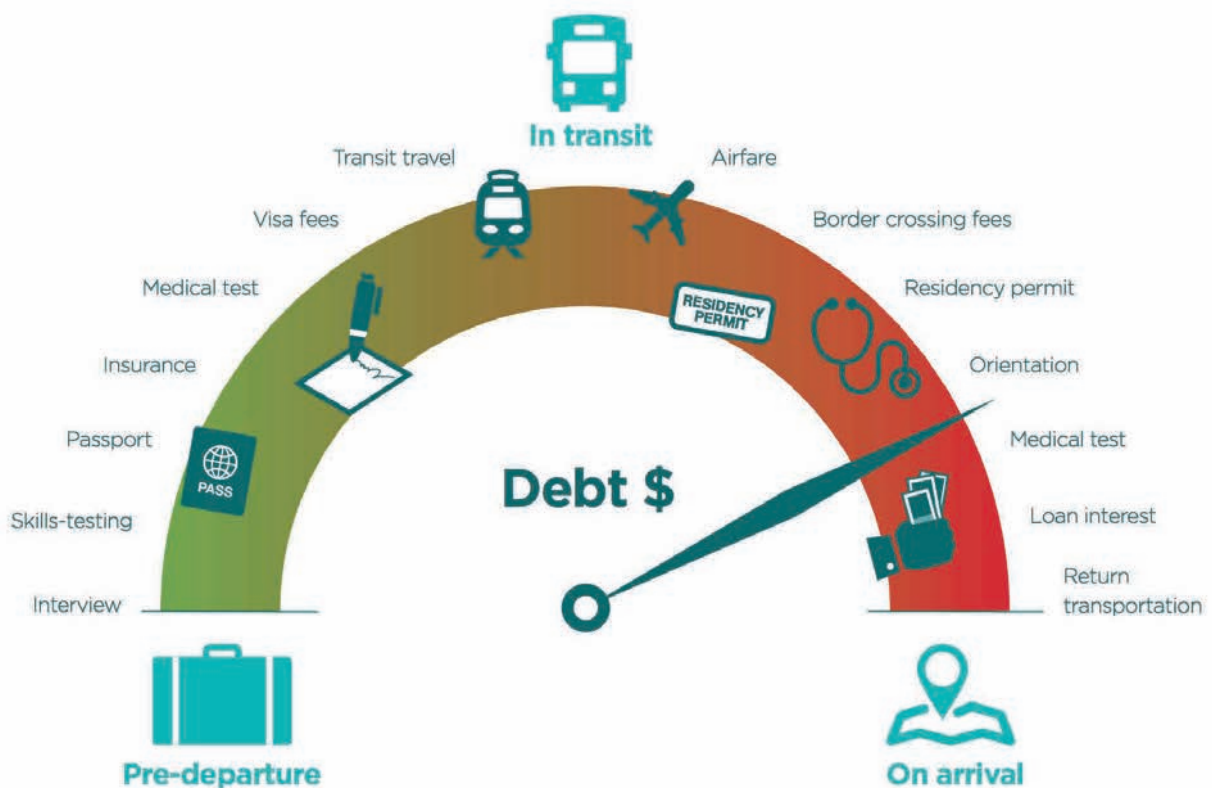 In transit
Transit travel
Airfare
Visa fees
Border crossing fees
Medical test
Residency permit
RESIDENCY
PERMIT
Insurance
Orientation
Passport
Medical test
PASS
Debt $
Skills-testing
Loan interest
Interview
Return
transportation
Pre-departure
On arrival